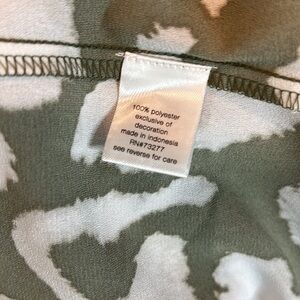 100% polyester
exclusive of
decoration
made in indonesia
RN#73277
see reverse for care